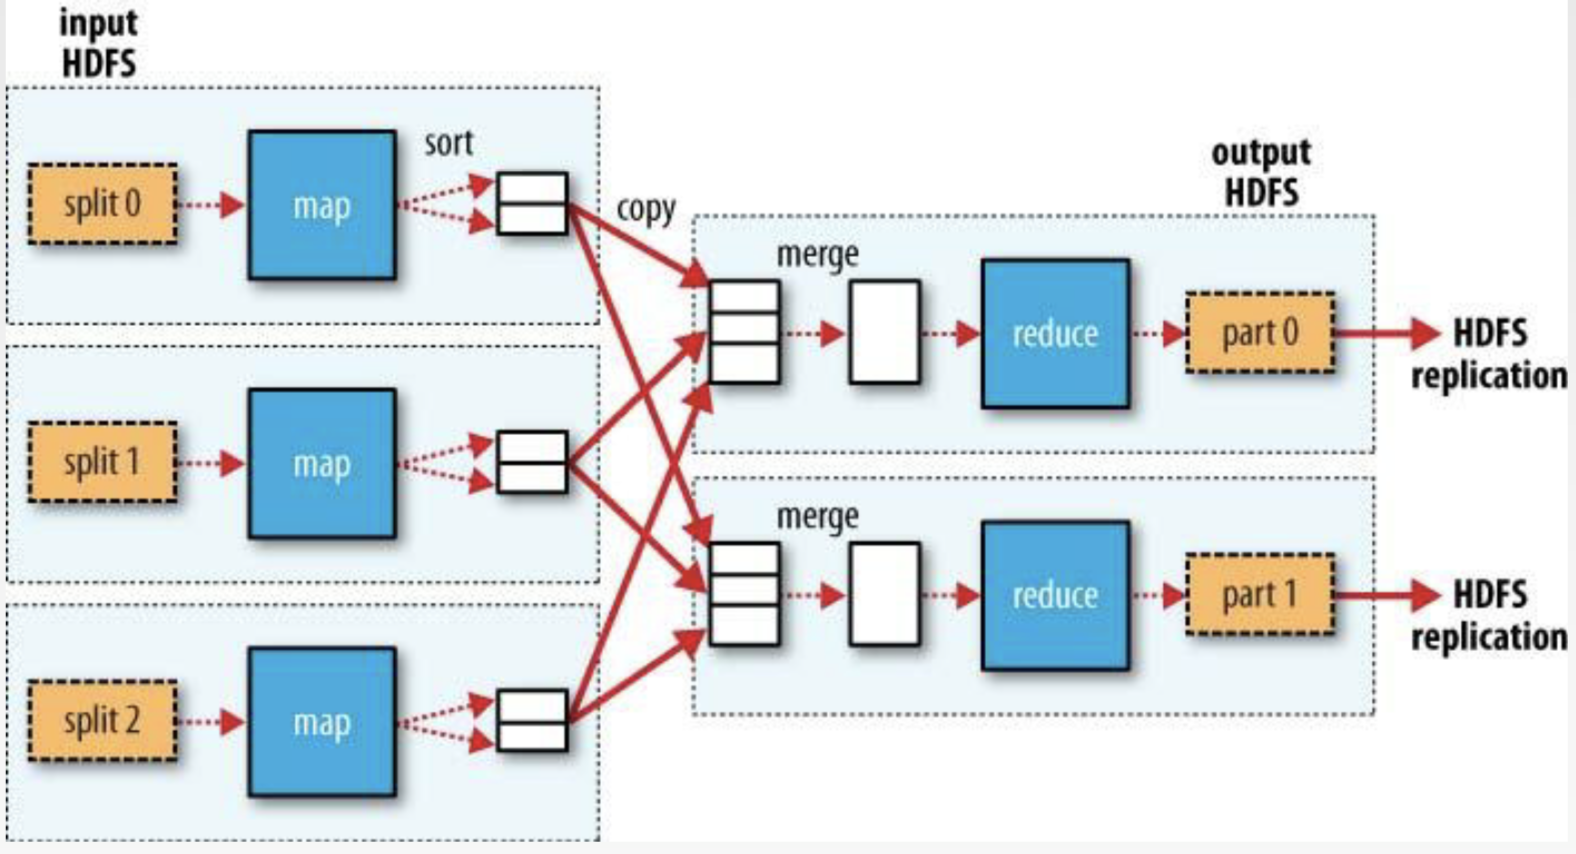 input
HDFS
split 0
map
sort
copy
split 1
map
split 2
map
output
HDFS
merge
reduce
part 0
HDFS
replication
merge
reduce
part 1
HDFS
replication